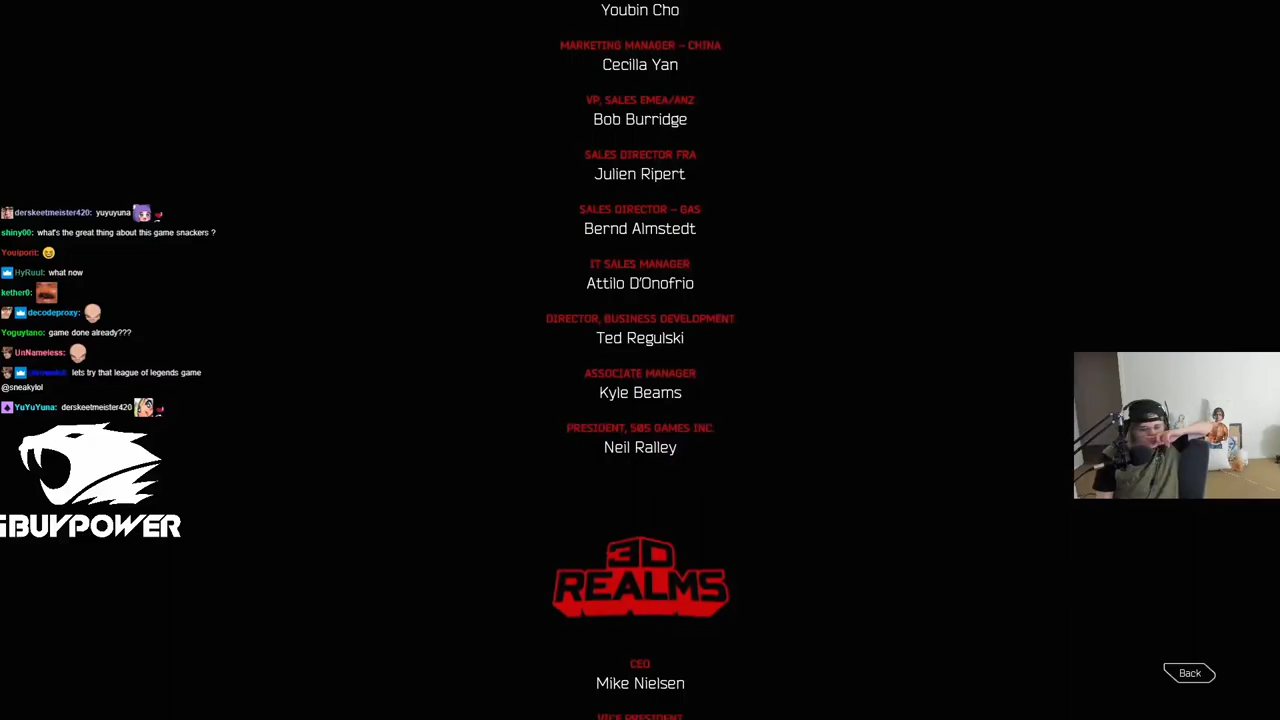 Youbin Cho
MARKETING MANAGER – CHINA
Cecilla Yan
VP, SALES EMEA/ANZ
Bob Burridge
SALES DIRECTOR FRA
Julien Ripert
SALES DIRECTOR – GAS
Bernd Almstedt
IT SALES MANAGER
Attilo D'Onofrio
DIRECTOR, BUSINESS DEVELOPMENT
Ted Regulski
ASSOCIATE MANAGER
Kyle Beams
PRESIDENT, 505 GAMES INC.
Neil Ralley
3D
REALMS
CEO
Mike Nielsen
VICE PRESIDENT
derskeetmeister420: yuyuyuna
shiny00: what's the great thing about this game snackers ?
Youiporit:
HyRuul: what now
kether0:
decodeproxy:
Yoguytano: game done already???
UnNameless:
lets try that league of legends game
@sneakylol
YuYuYuna: derskeetmeister420
iBUYPOWER
Back